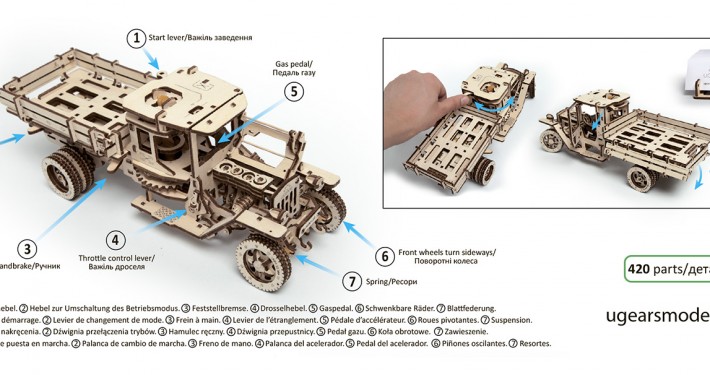 ① Start lever/Важіль заведення
Gas pedal/
Педаль газу
⑤
③
andbrake/Ручник
④
Throttle control lever/
Важіль дроселя
⑥ Front wheels turn sideways/
Поворотні колеса
⑦ Spring/Ресори
420 parts/дета
ebel. ② Hebel zur Umschaltung des Betriebsmodus. ③ Feststellbremse. ④ Drosselhebel. ⑤ Gaspedal. ⑥ Schwenkbare Räder. ⑦ Blattfederung.
démarrage. ② Levier de changement de mode. ③ Frein à main. ④ Levier de l'étranglement. ⑤ Pédale d'accélérateur. ⑥ Roues pivotantes. ⑦ Suspension.
nakręcenia. ② Dźwignia przełączenia trybów. ③ Hamulec ręczny. ④ Dźwignia przepustnicy. ⑤ Pedał gazu. ⑥ Koła obrotowe. ⑦ Zawieszenie.
e puesta en marcha. ② Palanca de cambio de marcha. ③ Freno de mano. ④ Palanca del acelerador. ⑤ Pedal del acelerador. ⑥ Piñones oscilantes. ⑦ Resortes.
ugearsmode